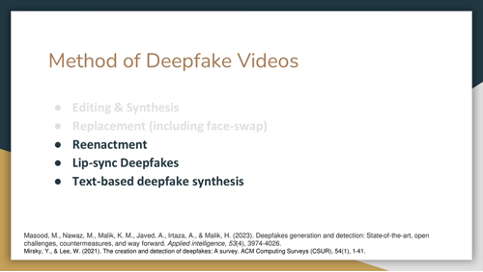 Method of Deepfake Videos
● Editing & Synthesis
● Replacement (including face-swap)
● Reenactment
● Lip-sync Deepfakes
● Text-based deepfake synthesis
Masood, M., Nawaz, M., Malik, K. M., Javed, A., Irtaza, A., & Malik, H. (2023). Deepfakes generation and detection: State-of-the-art, open
challenges, countermeasures, and way forward. Applied intelligence, 53(4), 3974-4026.
Mirsky, Y., & Lee, W. (2021). The creation and detection of deepfakes: A survey. ACM Computing Surveys (CSUR), 54(1), 1-41.